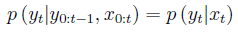 p (y_t|y_{0:t−1}, x_{0:t}) = p (y_t|x_t)